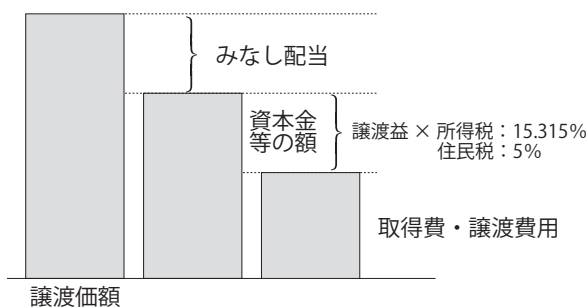 みなし配当
資本金
等の額
譲渡益 × 所得税：15.315%
住民税：5%
取得費・譲渡費用
譲渡価額